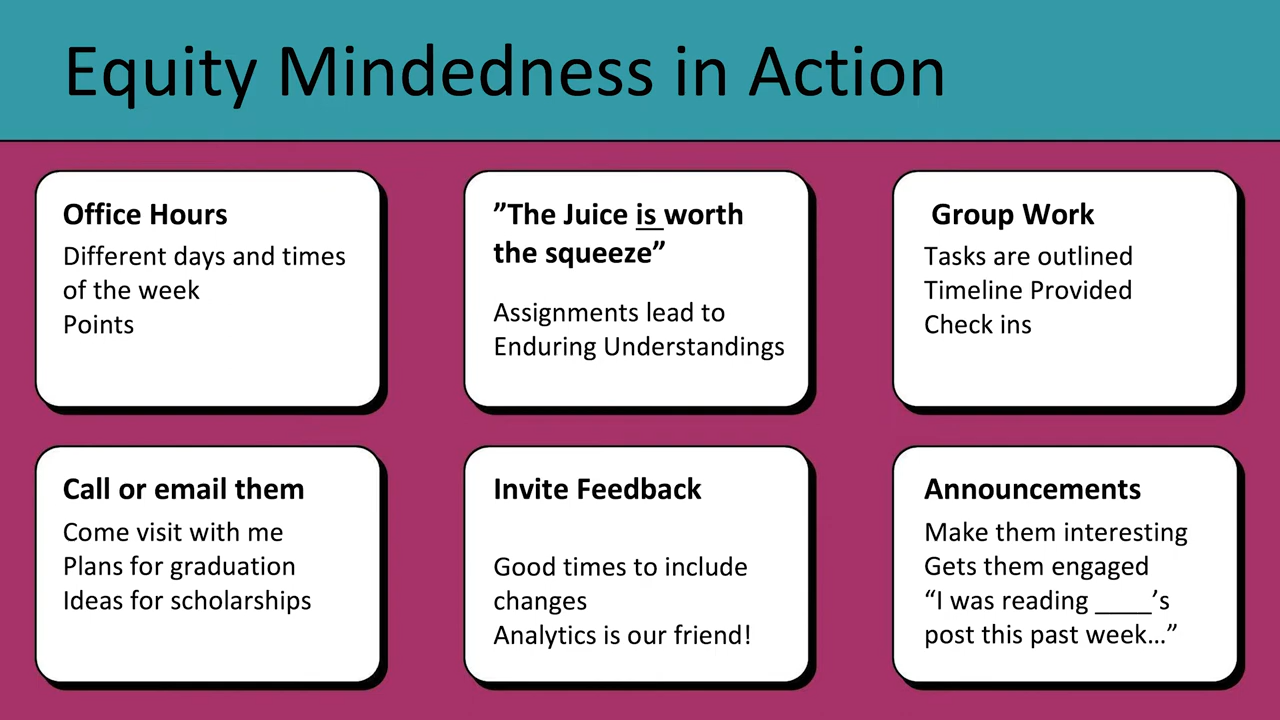 Equity Mindedness in Action
Office Hours
Different days and times
of the week
Points
”The Juice is worth
the squeeze”
Assignments lead to
Enduring Understandings
Group Work
Tasks are outlined
Timeline Provided
Check ins
Call or email them
Come visit with me
Plans for graduation
Ideas for scholarships
Invite Feedback
Good times to include
changes
Analytics is our friend!
Announcements
Make them interesting
Gets them engaged
“I was reading ____’s
post this past week…”